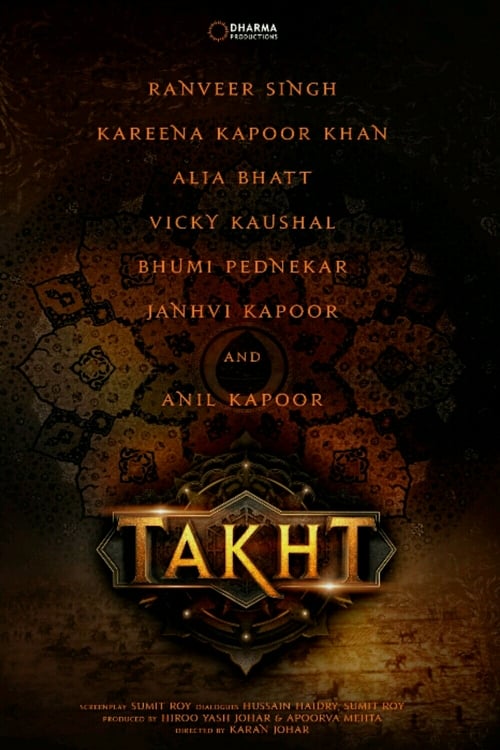 DHARMA
PRODUCTIONS
RANVEER SINGH
KAREENA KAPOOR KHAN
ALIA BHATT
VICKY KAUSHAL
BHUMI PEDNEKAR
JANHVI KAPOOR
AND
ANIL KAPOOR
TAKHT
SCREENPLAY SUMIT ROY DIALOGUES HUSSAIN HAIDRY, SUMIT ROY
PRODUCED BY HIROO YASH JOHAR & APOORVA MEHTA
DIRECTED BY KARAN JOHAR